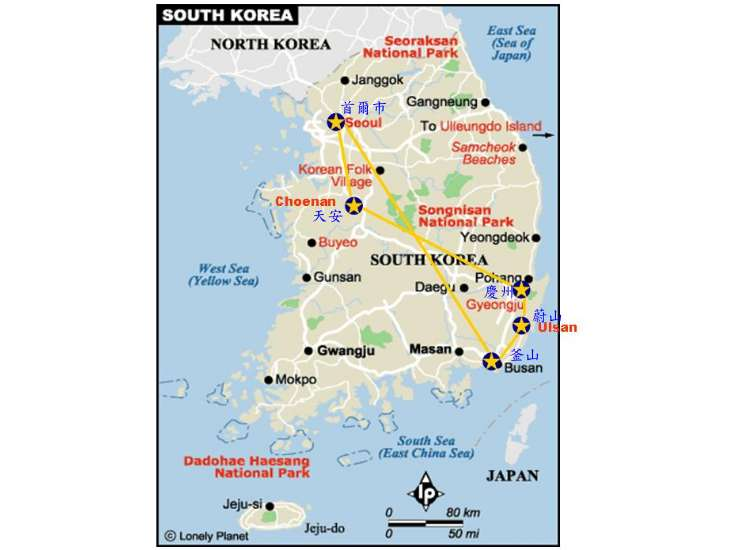 SOUTH KOREA
NORTH KOREA
East Sea
(Sea of
Japan)
Seoraksan
National Park
Janggok
Gangneung
首爾市
Seoul
To Ulleungdo Island
Samcheok
Beaches
Korean Folk
Village
Choenan
天安
Songnisan
National Park
Yeongdeok
Buyeo
SOUTH KOREA
West Sea
(Yellow Sea)
Gunsan
Daegu
Pohang
慶州
Gyeongju
蔚山
Ulsan
Gwangju
Masan
釜山
Busan
Mokpo
South Sea
(East China Sea)
Dadohae Haesang
National Park
JAPAN
Jeju-si
Jeju-do
lp
0 80 km
0 50 mi
© Lonely Planet